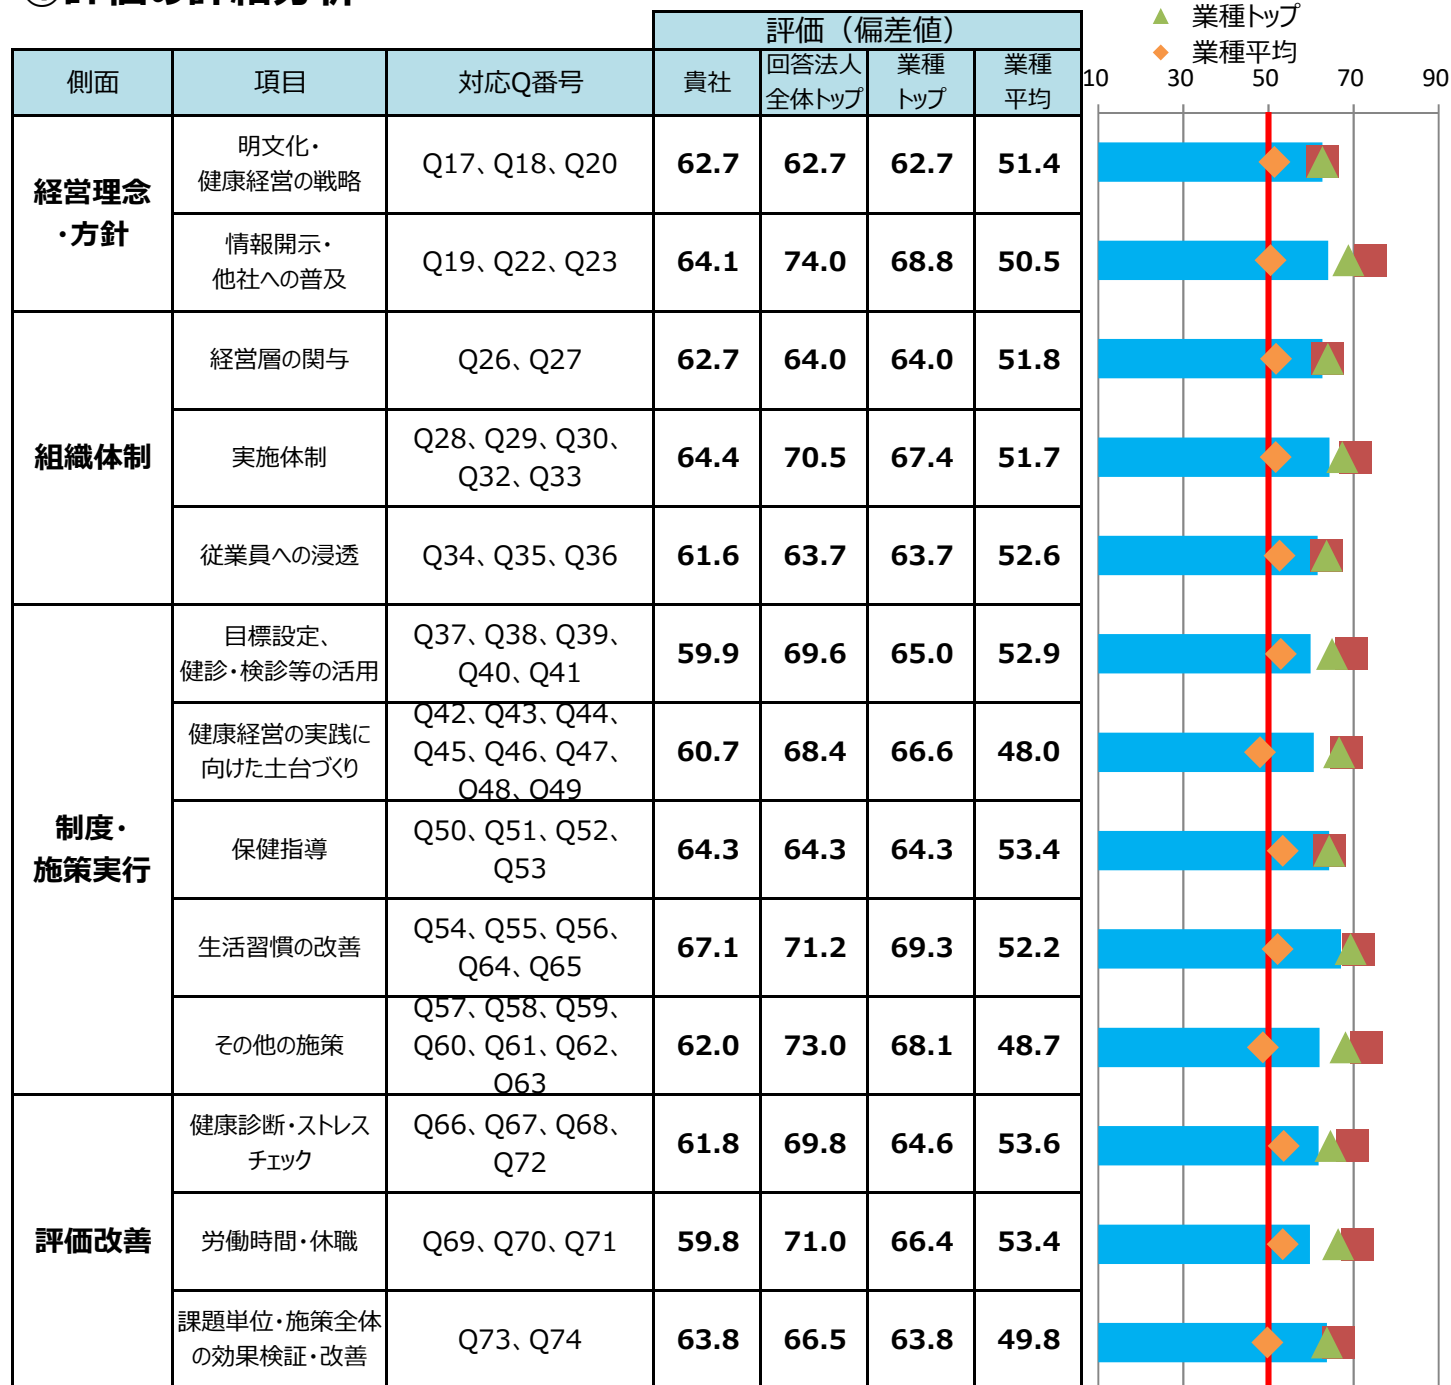 評価の詳細分析
▲ 業種トップ
◆ 業種平均
10 30 50 70 90
評価（偏差値）
側面 項目 対応Q番号 貴社 回答法人 業種 業種
全体トップ トップ 平均
経営理念
・方針
明文化・
健康経営の戦略
Q17、Q18、Q20 62.7 62.7 62.7 51.4
情報開示・
他社への普及
Q19、Q22、Q23 64.1 74.0 68.8 50.5
組織体制
経営層の関与 Q26、Q27 62.7 64.0 64.0 51.8
実施体制
Q28、Q29、Q30、
Q32、Q33
64.4 70.5 67.4 51.7
従業員への浸透 Q34、Q35、Q36 61.6 63.7 63.7 52.6
制度・
施策実行
目標設定、
健診・検診等の活用
Q37、Q38、Q39、
Q40、Q41
59.9 69.6 65.0 52.9
健康経営の実践に
向けた土台づくり
Q42、Q43、Q44、
Q45、Q46、Q47、
Q48、Q49
60.7 68.4 66.6 48.0
保健指導
Q50、Q51、Q52、
Q53
64.3 64.3 64.3 53.4
生活習慣の改善
Q54、Q55、Q56、
Q64、Q65
67.1 71.2 69.3 52.2
その他の施策
Q57、Q58、Q59、
Q60、Q61、Q62、
Q63
62.0 73.0 68.1 48.7
評価改善
健康診断・ストレス
チェック
Q66、Q67、Q68、
Q72
61.8 69.8 64.6 53.6
労働時間・休職 Q69、Q70、Q71 59.8 71.0 66.4 53.4
課題単位・施策全体
の効果検証・改善
Q73、Q74 63.8 66.5 63.8 49.8